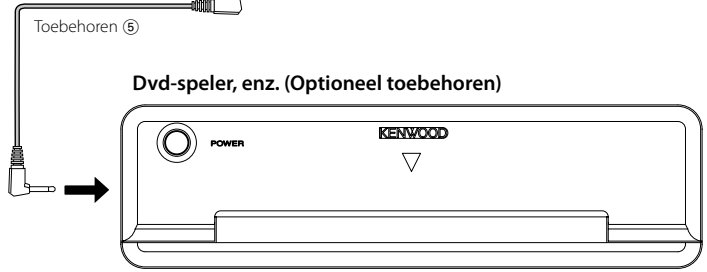 Toebehoren ⑤
Dvd-speler, enz. (Optioneel toebehoren)
POWER
KENWOOD